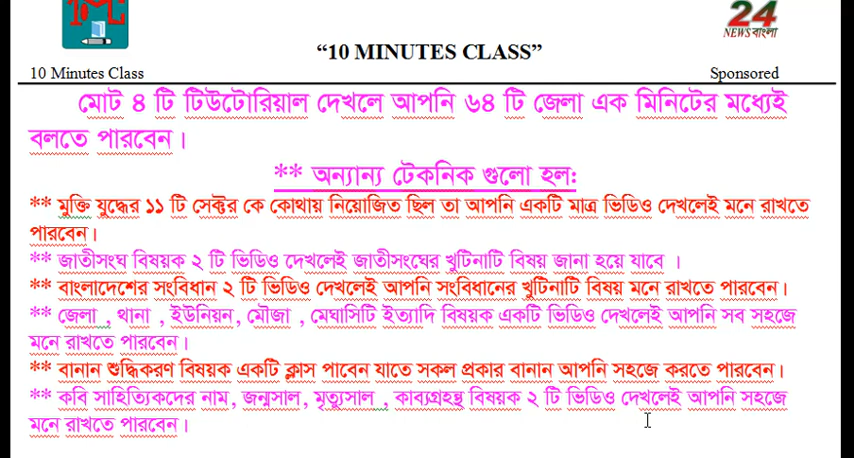 24
NEWS বাংলা
“10 MINUTES CLASS”
10 Minutes Class Sponsored
মোট ৪ টি টিউটোরিয়াল দেখলে আপনি ৬৪ টি জেলা এক মিনিটের মধ্যেই
বলতে পারবেন।
** অন্যান্য টেকনিক গুলো হল:
** মুক্তি যুদ্ধের ১১ টি সেক্টর কে কোথায় নিয়োজিত ছিল তা আপনি একটি মাত্র ভিডিও দেখলেই মনে রাখতে
পারবেন।
** জাতীসংঘ বিষয়ক ২ টি ভিডিও দেখলেই জাতীসংঘের খুটিনাটি বিষয় জানা হয়ে যাবে ।
** বাংলাদেশের সংবিধান ২ টি ভিডিও দেখলেই আপনি সংবিধানের খুটিনাটি বিষয় মনে রাখতে পারবেন।
** জেলা , থানা , ইউনিয়ন, মৌজা , মেঘাসিটি ইত্যাদি বিষয়ক একটি ভিডিও দেখলেই আপনি সব সহজে
মনে রাখতে পারবেন।
** বানান শুদ্ধিকরণ বিষয়ক একটি ক্লাস পাবেন যাতে সকল প্রকার বানান আপনি সহজে করতে পারবেন।
** কবি সাহিত্যিকদের নাম, জন্মসাল, মৃত্যুসাল , কাব্যগ্রহন্থ বিষয়ক ২ টি ভিডিও দেখলেই আপনি সহজে
মনে রাখতে পারবেন।